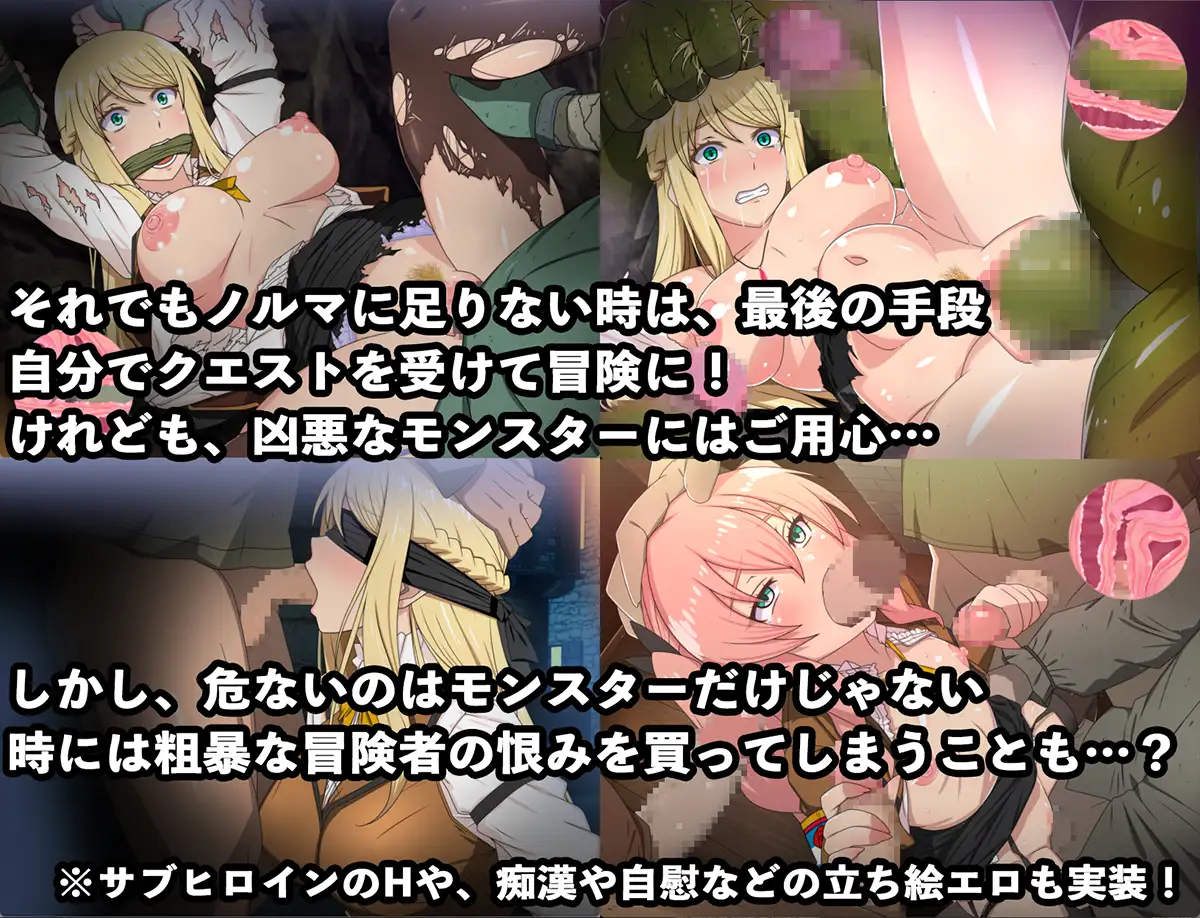 それでもノルマに足りない時は、最後の手段
自分でクエストを受けて冒険に！
けれども、凶悪なモンスターにはご用心…
しかし、危ないのはモンスターだけじゃない
時には粗暴な冒険者の恨みを買ってしまうことも…？
※サブヒロインのHや、痴漢や自慰などの立ち絵エロも実装！